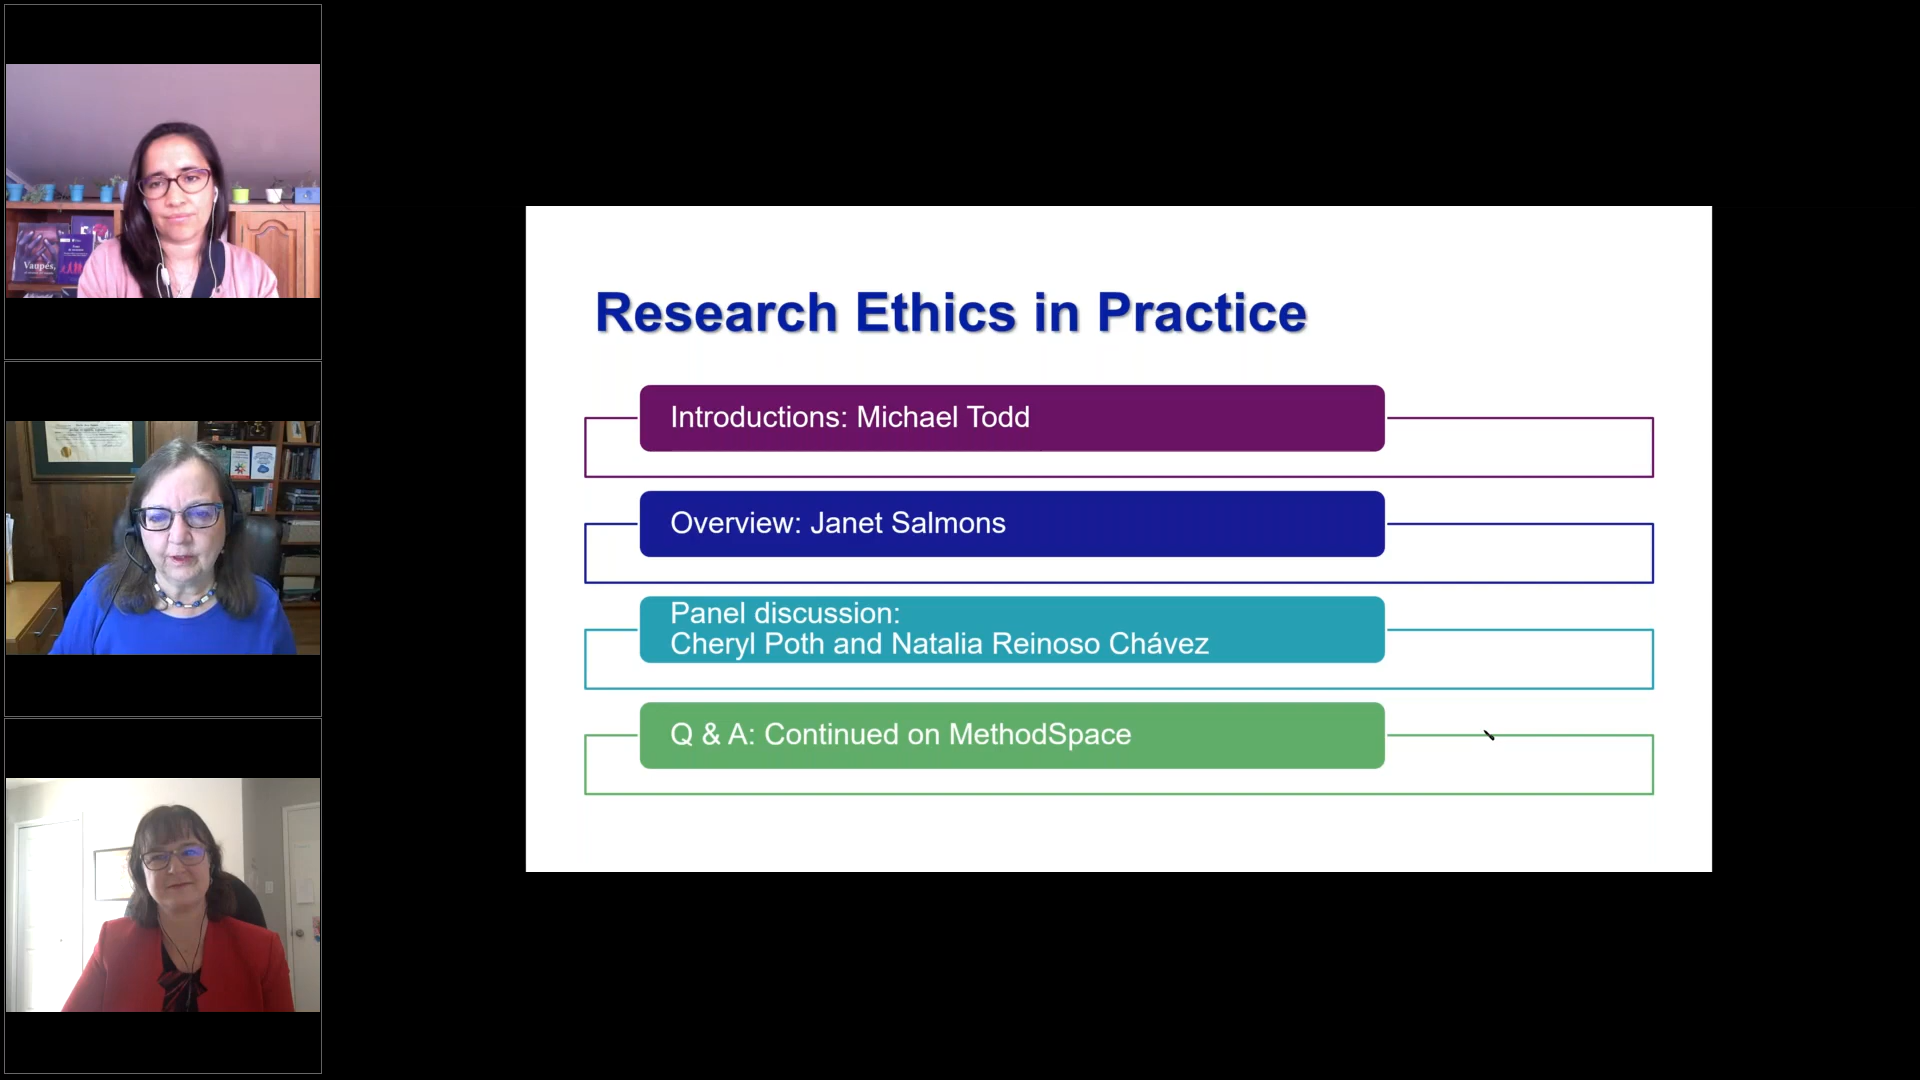 Vaupés,
Research Ethics in Practice
Introductions: Michael Todd
Overview: Janet Salmons
Panel discussion:
Cheryl Poth and Natalia Reinoso Chávez
Q & A: Continued on MethodSpace